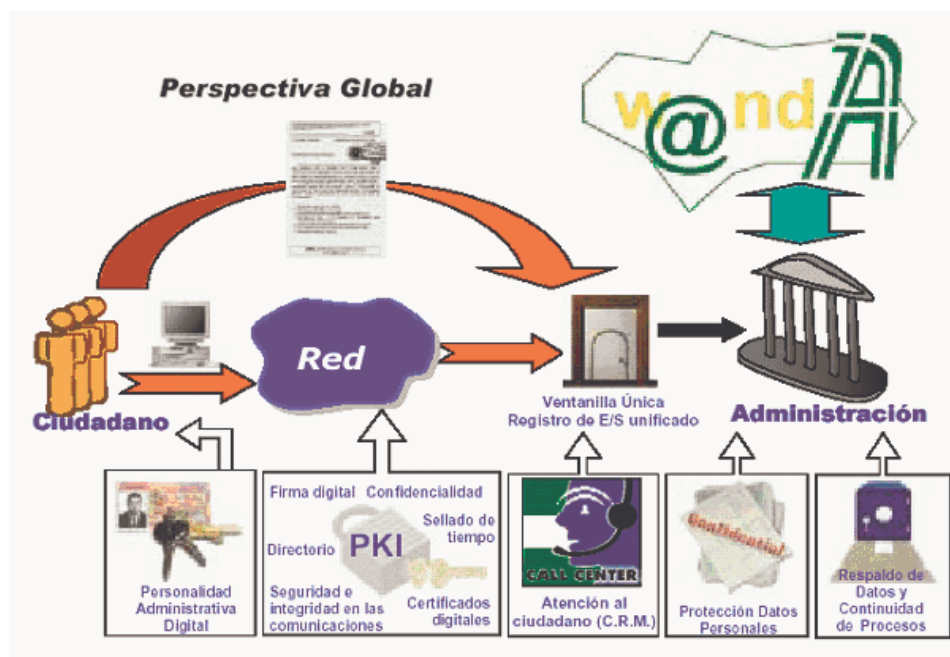 Perspectiva Global
w@ndA
Red
Ciudadano
Ventanilla Única
Registro de E/S unificado
Administración
Personalidad
Administrativa
Digital
Firma digital Confidencialidad
Sellado de
tiempo
Directorio
PKI
Seguridad e
integridad en las
comunicaciones
Certificados
digitales
CALL CENTER
Atención al
ciudadano (C.R.M.)
Confidential
Protección Datos
Personales
Respaldo de
Datos y
Continuidad
de Procesos